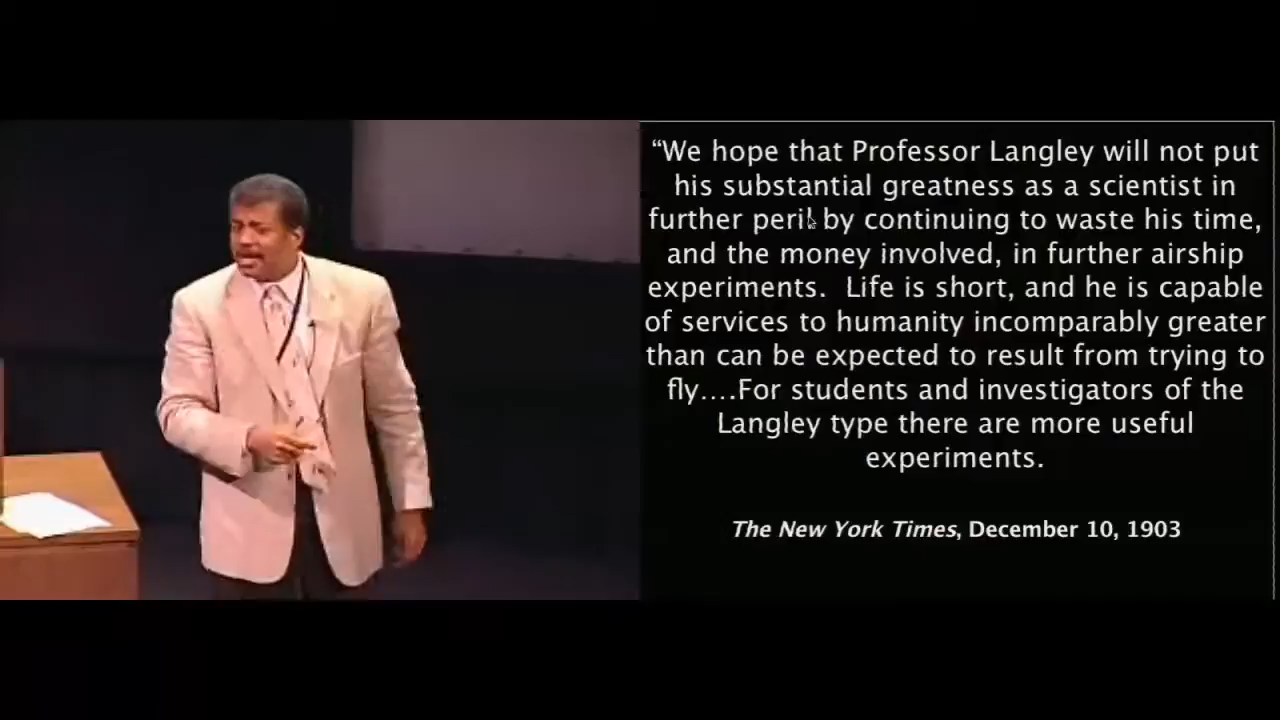 “We hope that Professor Langley will not put
his substantial greatness as a scientist in
further peril by continuing to waste his time,
and the money involved, in further airship
experiments.  Life is short, and he is capable
of services to humanity incomparably greater
than can be expected to result from trying to
fly....For students and investigators of the
Langley type there are more useful
experiments.
The New York Times, December 10, 1903